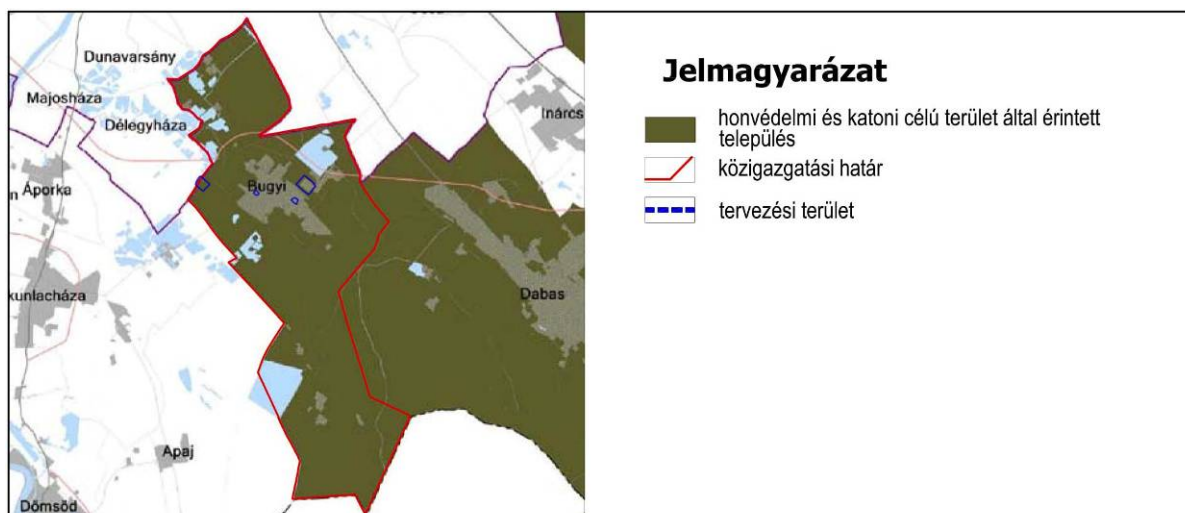 Dunavarsány
Majosháza
Délegyháza
Áporka
Bugyi
Inárcs
Dabas
kunlacháza
Apaj
Dömsöd
Jelmagyarázat
honvédelmi és katoni célú terület által érintett
település
közigazgatási határ
tervezési terület